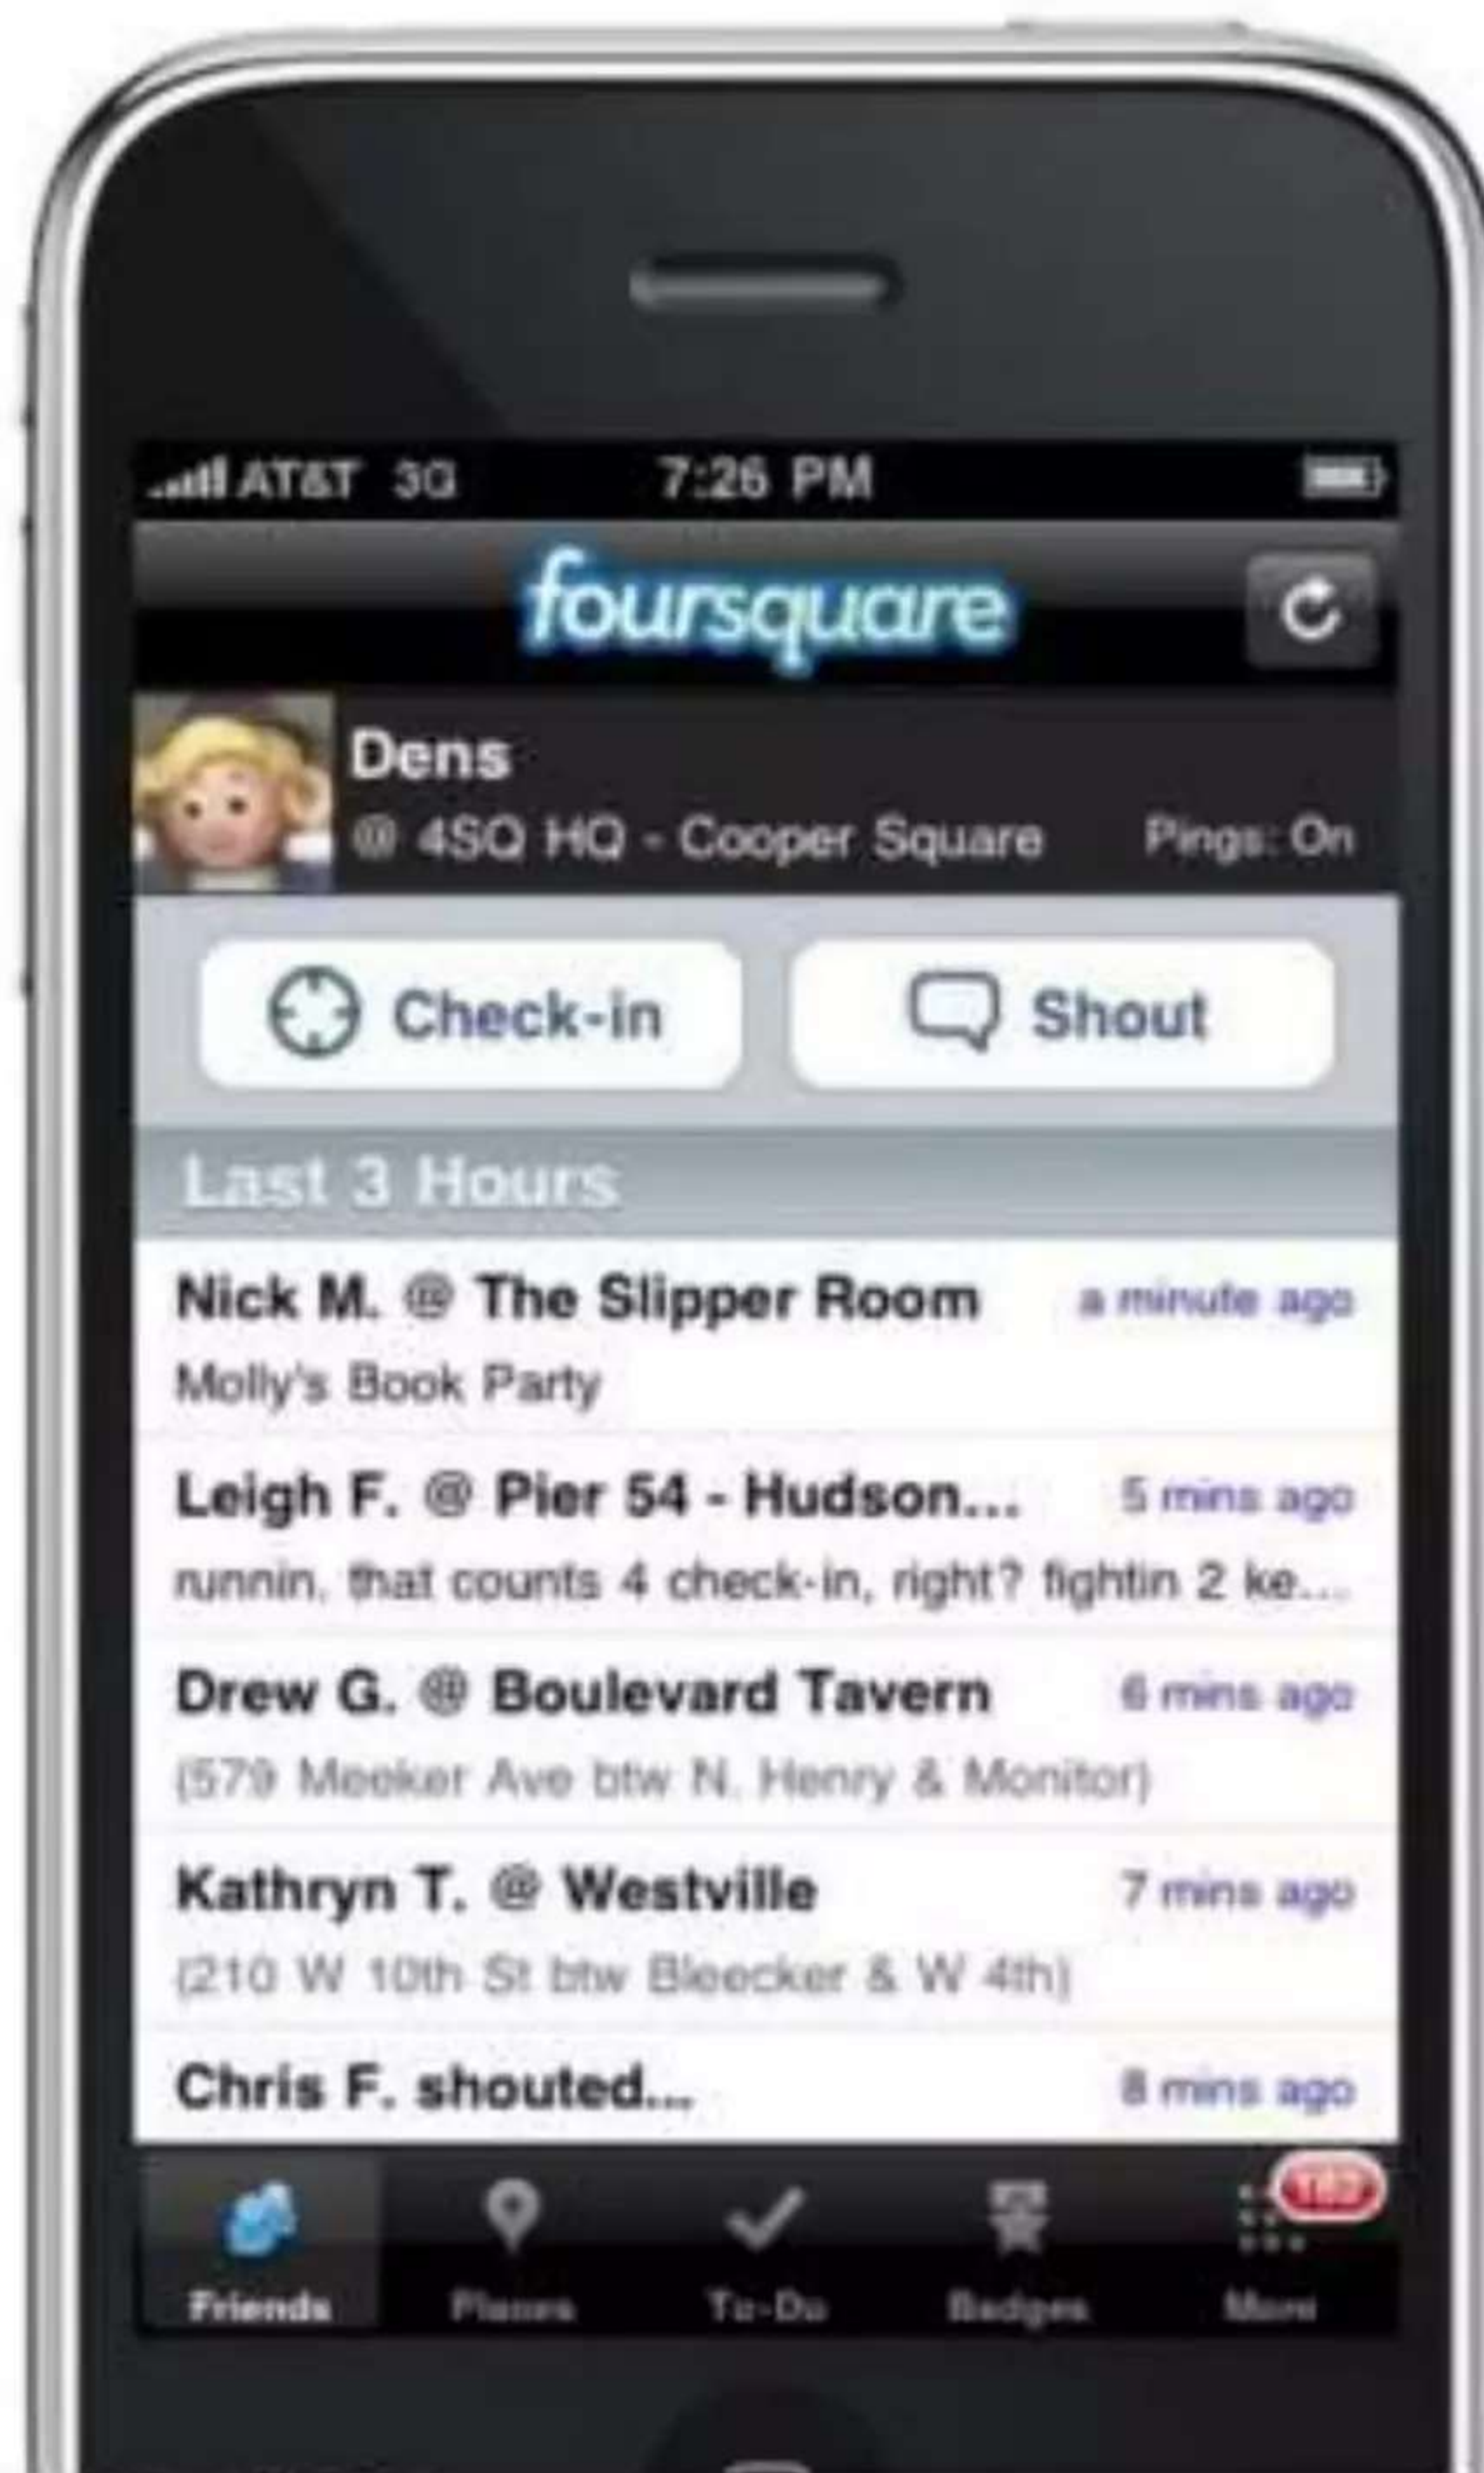 AT&T 3G 7:26 PM
foursquare
Dens
@ 4SQ HQ - Cooper Square Pings: On
Check-in Shout
Last 3 Hours
Nick M. @ The Slipper Room a minute ago
Molly's Book Party
Leigh F. @ Pier 54 - Hudson... 5 mins ago
runnin. that counts 4 check-in, right? fightin 2 ke...
Drew G. @ Boulevard Tavern 6 mins ago
(579 Meeker Ave btw N. Henry & Monitor)
Kathryn T. @ Westville 7 mins ago
(210 W 10th St btw Bleecker & W 4th)
Chris F. shouted... 8 mins ago
Friends Places To-Do Badges More